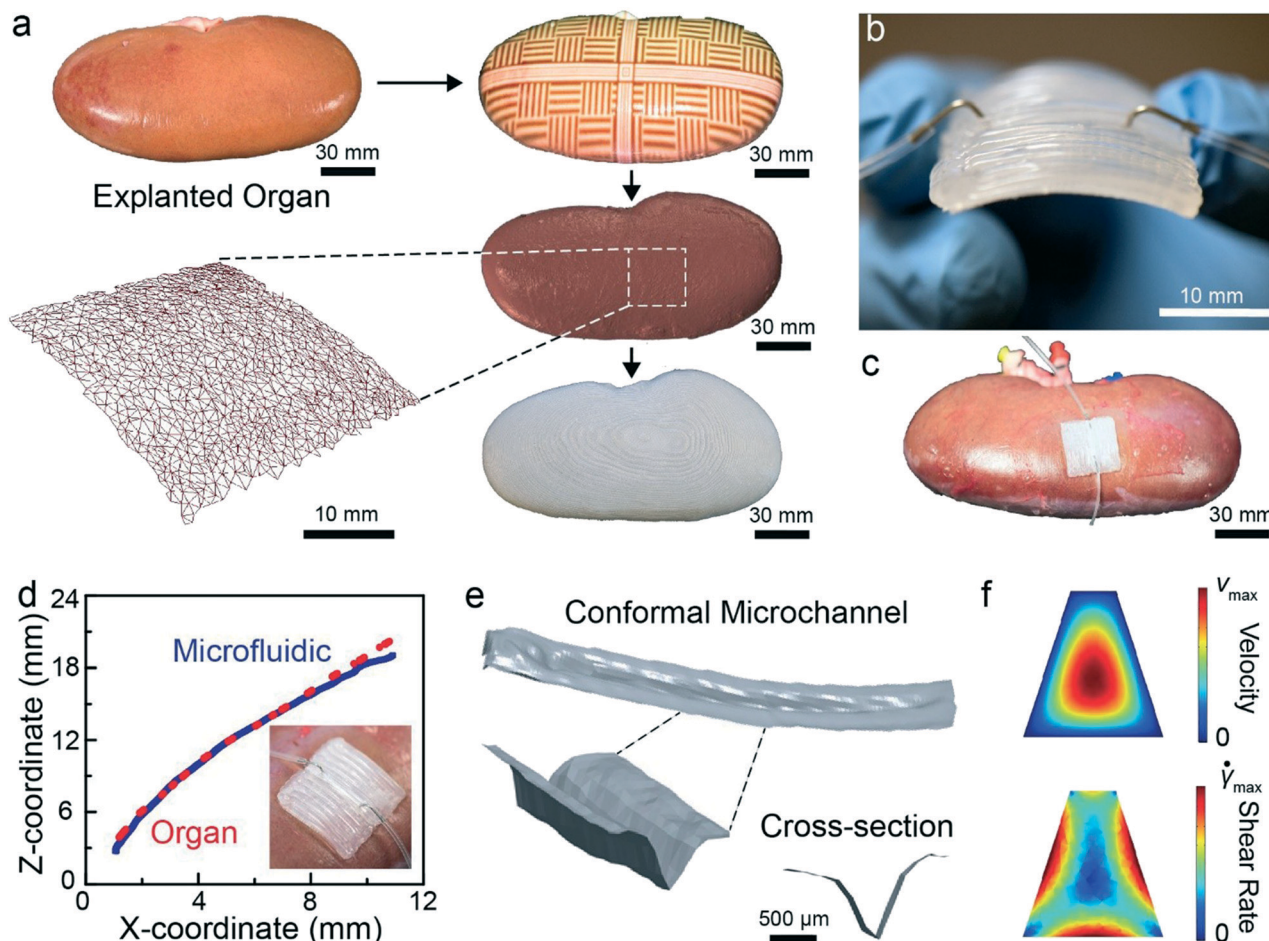 a
30 mm
30 mm
Explanted Organ
30 mm
10 mm
30 mm
b
10 mm
c
30 mm
d
24
18
12
6
0
Z-coordinate (mm)
Microfluidic
Organ
0
4
8
12
X-coordinate (mm)
e
Conformal Microchannel
Cross-section
500 µm
f
vmax
Velocity
0
γ̇max
Shear Rate
0